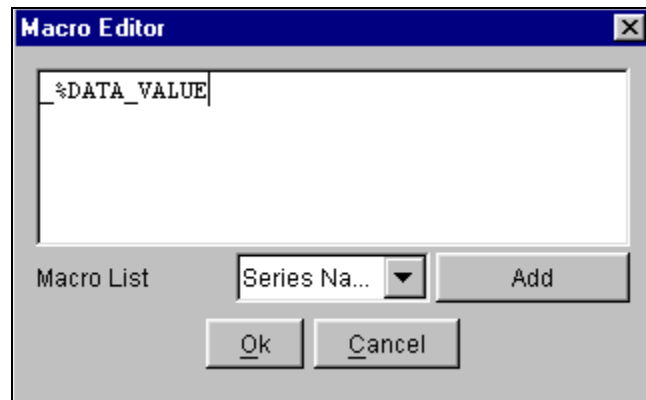 Macro Editor
_%DATA_VALUE
Macro List Series Na... Add
Ok Cancel